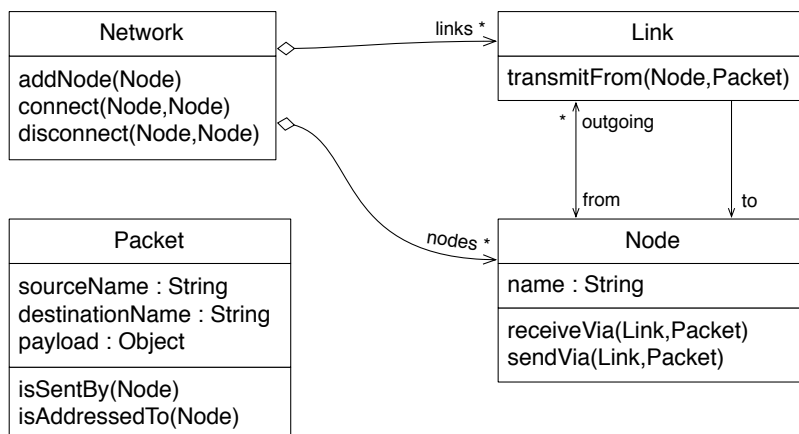 Network
addNode(Node)
connect(Node,Node)
disconnect(Node,Node)
links *
Link
transmitFrom(Node,Packet)
* outgoing
from
to
nodes *
Packet
sourceName : String
destinationName : String
payload : Object
isSentBy(Node)
isAddressedTo(Node)
Node
name : String
receiveVia(Link,Packet)
sendVia(Link,Packet)